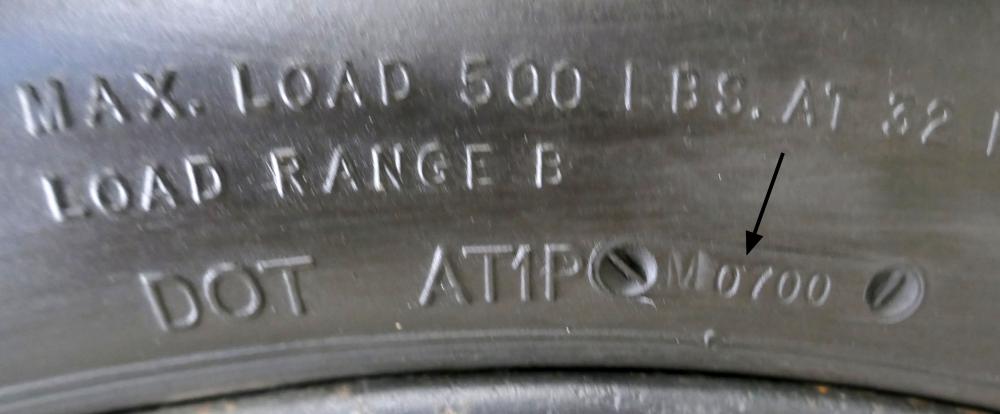 MAX. LOAD 500 LBS. AT 32
LOAD RANGE B
DOT AT1P M0700